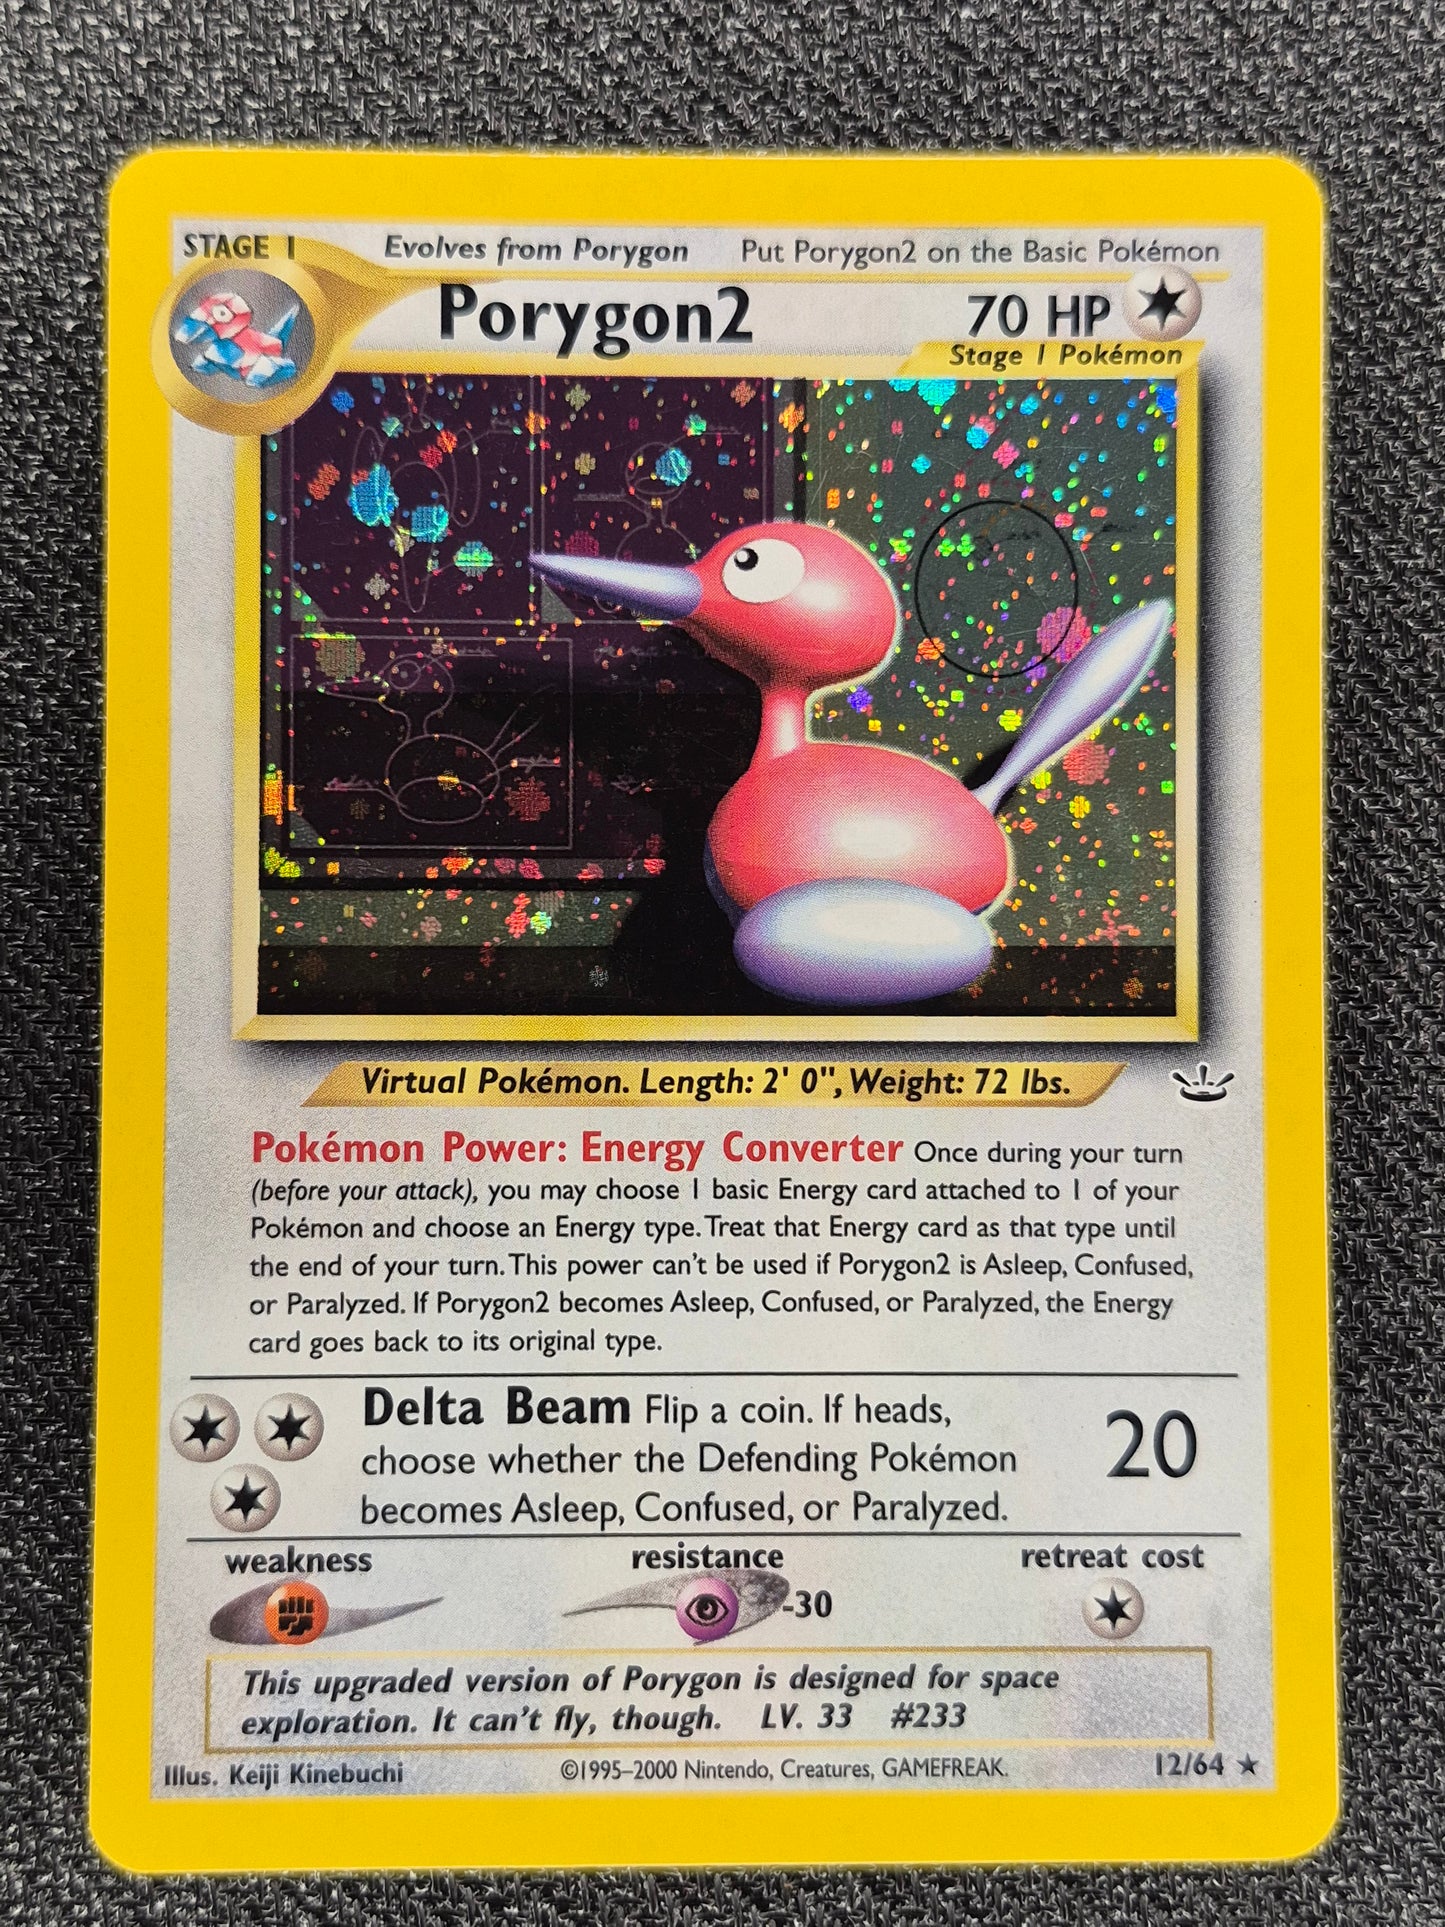 STAGE 1 Evolves from Porygon Put Porygon2 on the Basic Pokémon
Porygon2 70 HP
Stage 1 Pokémon
Virtual Pokémon. Length: 2' 0", Weight: 72 lbs.
Pokémon Power: Energy Converter Once during your turn
(before your attack), you may choose 1 basic Energy card attached to 1 of your
Pokémon and choose an Energy type. Treat that Energy card as that type until
the end of your turn. This power can't be used if Porygon2 is Asleep, Confused,
or Paralyzed. If Porygon2 becomes Asleep, Confused, or Paralyzed, the Energy
card goes back to its original type.
Delta Beam Flip a coin. If heads,
choose whether the Defending Pokémon
becomes Asleep, Confused, or Paralyzed.
20
weakness resistance retreat cost
-30
This upgraded version of Porygon is designed for space
exploration. It can't fly, though. LV. 33 #233
Illus. Keiji Kinebuchi ©1995–2000 Nintendo, Creatures, GAMEFREAK. 12/64 ★